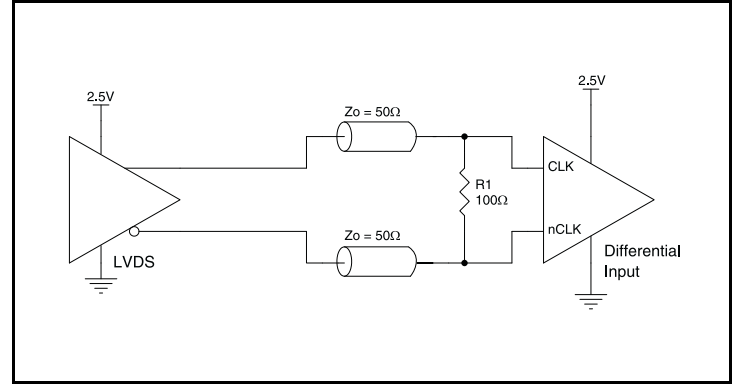 2.5V
LVDS
Zo = 50Ω
Zo = 50Ω
R1
100Ω
2.5V
CLK
nCLK
Differential
Input